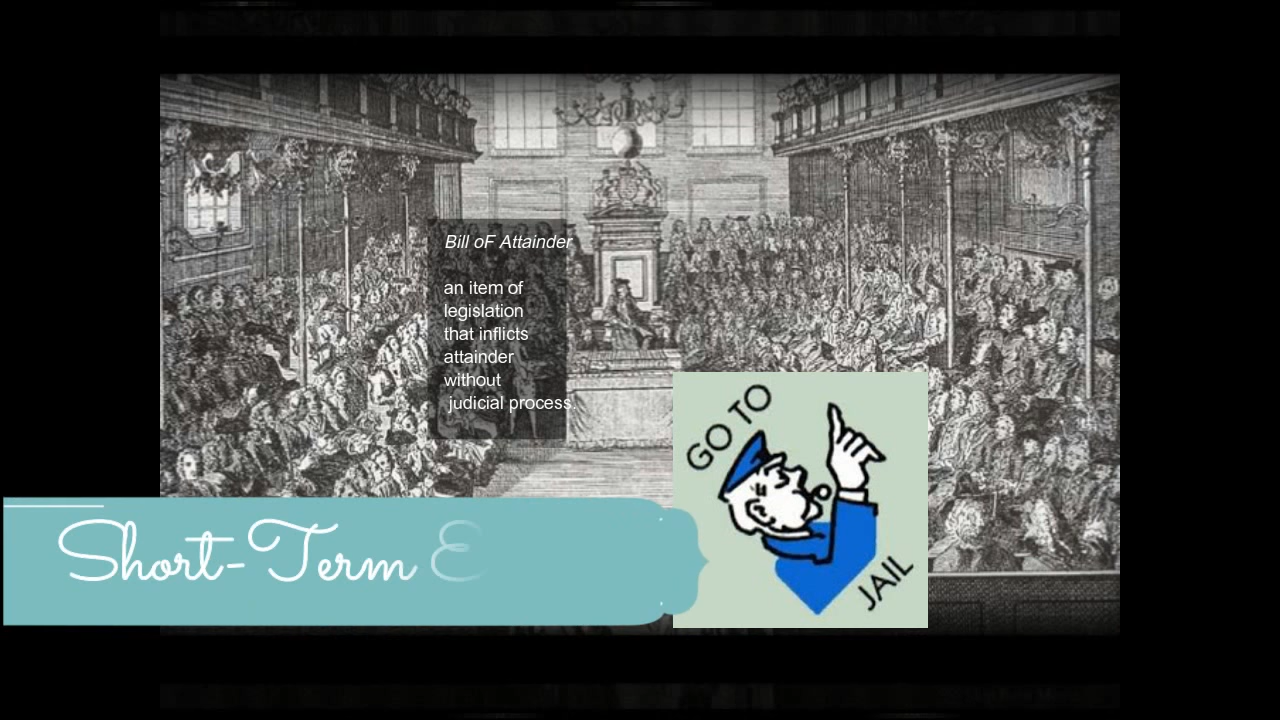 Bill oF Attainder
an item of
legislation
that inflicts
attainder
without
judicial process.
GO TO
JAIL
Short-Term E